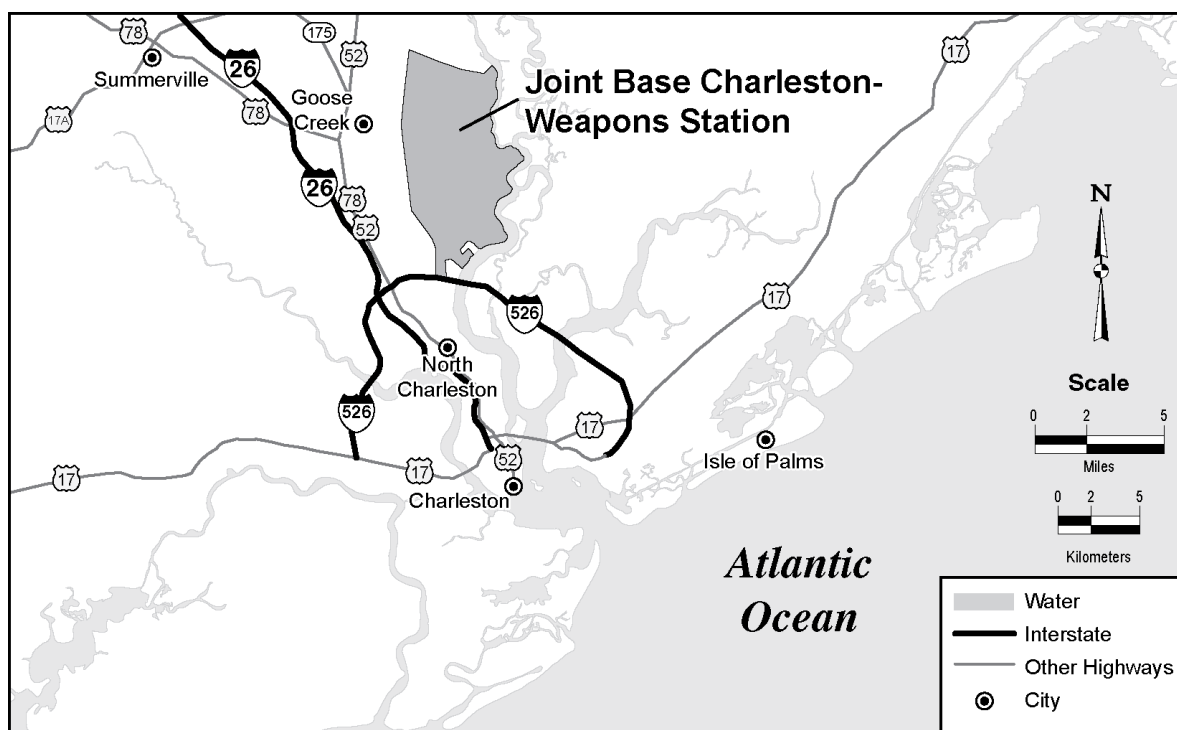 78
175
52
17
Summerville
26
Joint Base Charleston-
Weapons Station
17A
78
Goose
Creek
26
78
52
N
17
526
Scale
0 2 5
Miles
North
Charleston
526
17
17
17
52
Isle of Palms
Charleston
0 2 5
Kilometers
Atlantic
Ocean
Water
Interstate
Other Highways
City